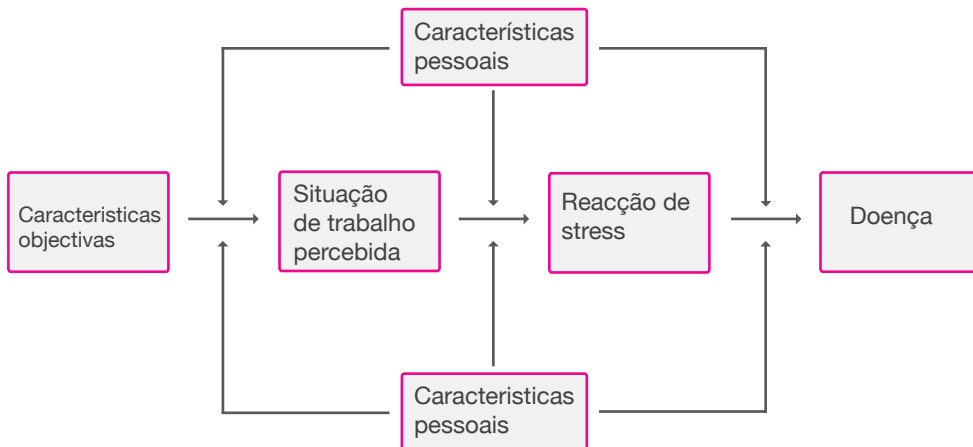 Características
pessoais
Caracteristicas
objectivas
Situação
de trabalho
percebida
Reacção de
stress
Doença
Caracteristicas
pessoais